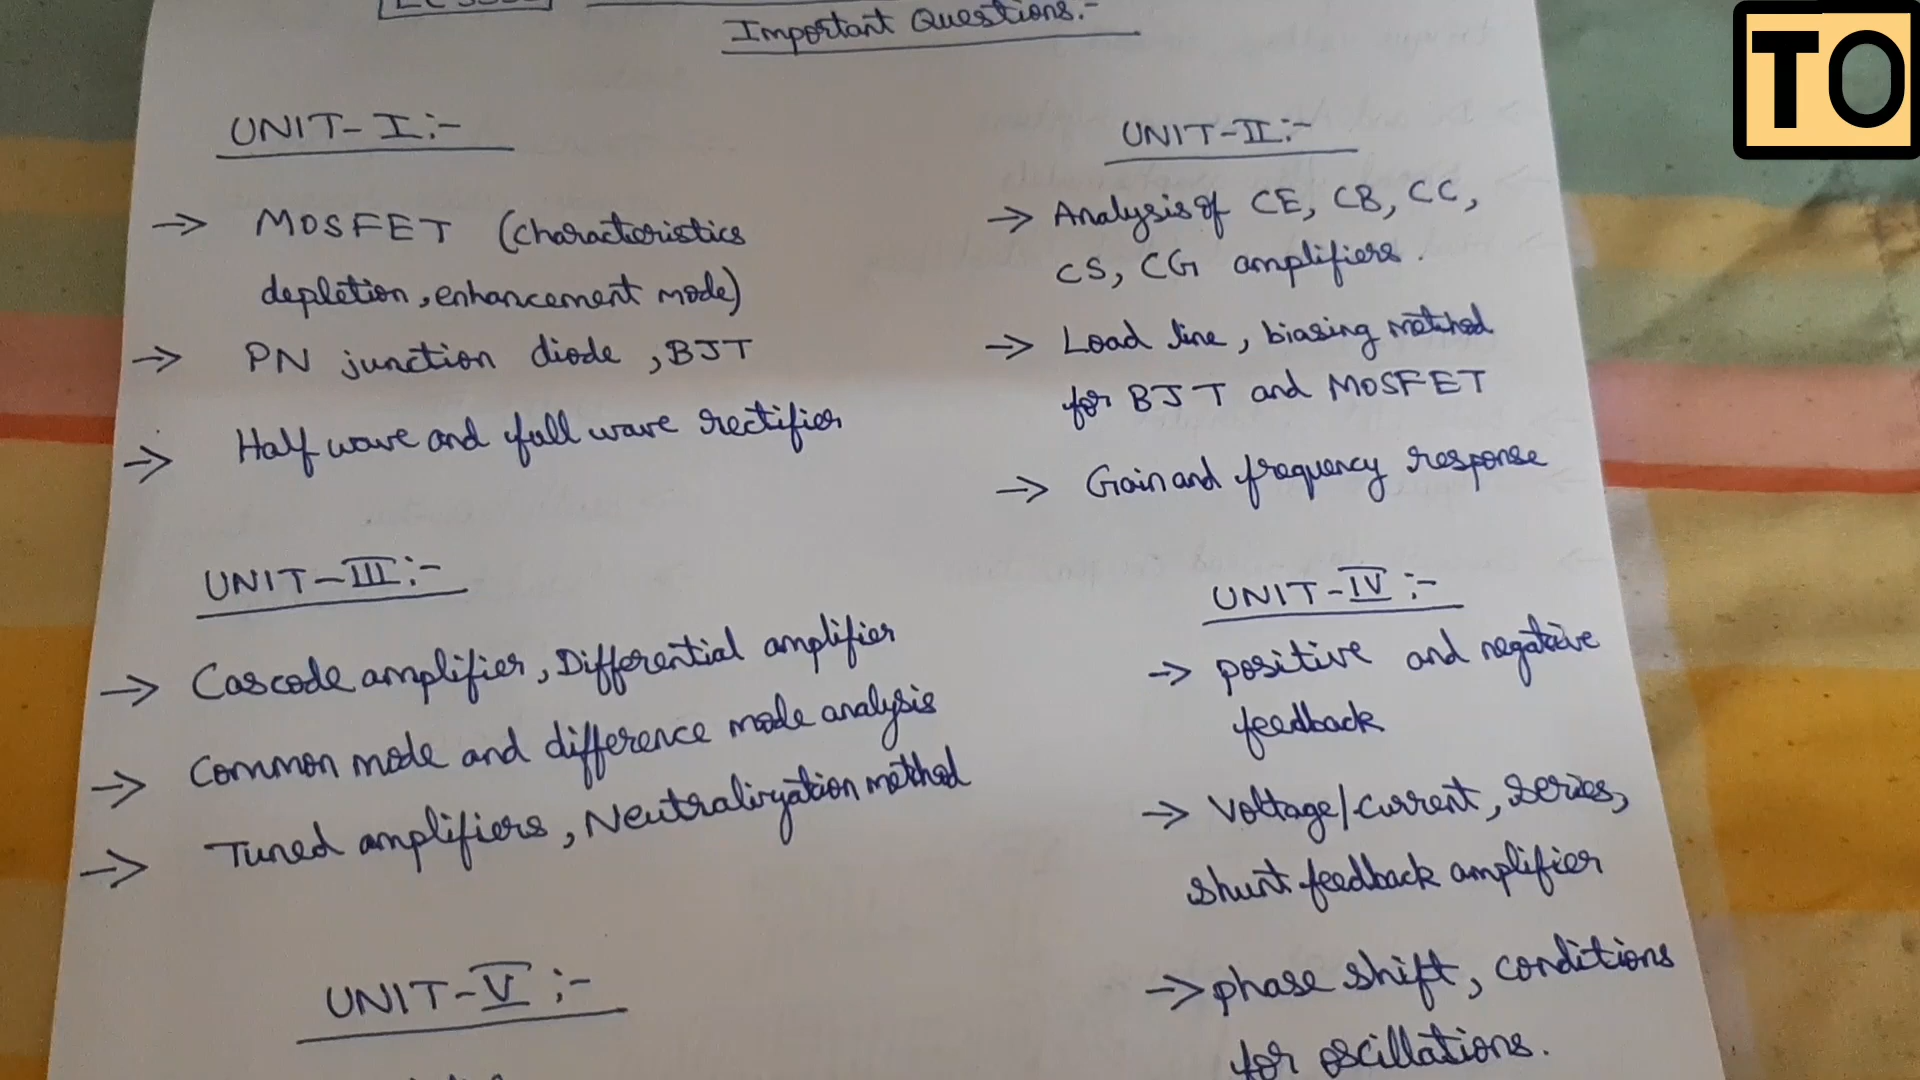 Important Questions:-
TO
UNIT-I:-
→ MOSFET (characteristics
depletion, enhancement mode)
→ PN junction diode, BJT
→ Half wave and full wave rectifier
UNIT-II:-
→ Analysis of CE, CB, CC,
CS, CG amplifiers.
→ Load line, biasing method
for BJT and MOSFET
→ Gain and frequency response
UNIT-III:-
→ Cascode amplifier, Differential amplifier
→ Common mode and difference mode analysis
→ Tuned amplifiers, Neutralization method
UNIT-IV:-
→ positive and negative
feedback
→ Voltage/current, series,
shunt feedback amplifier
→ phase shift, conditions
for oscillations.
UNIT-V:-